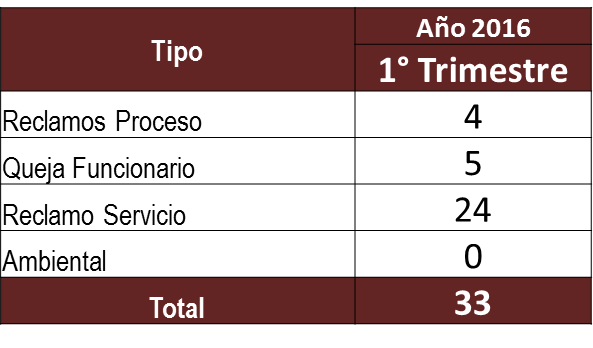 Tipo
Año 2016
1° Trimestre
Reclamos Proceso 4
Queja Funcionario 5
Reclamo Servicio 24
Ambiental 0
Total 33